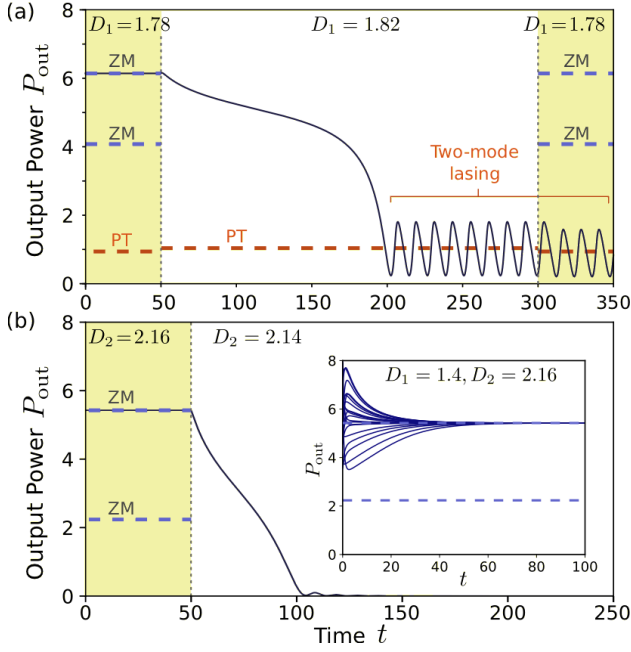 (a)
D₁=1.78
D₁=1.82
D₁=1.78
8
6
4
2
0
Output Power P_out
ZM
ZM
ZM
ZM
PT
PT
Two-mode
lasing
0 50 100 150 200 250 300 350
(b)
D₂=2.16
D₂ = 2.14
8
6
4
2
0
Output Power P_out
ZM
ZM
D₁ = 1.4, D₂ = 2.16
8
6
4
2
0
P_out
0 20 40 60 80 100
t
0 50 100 150 200 250
Time t